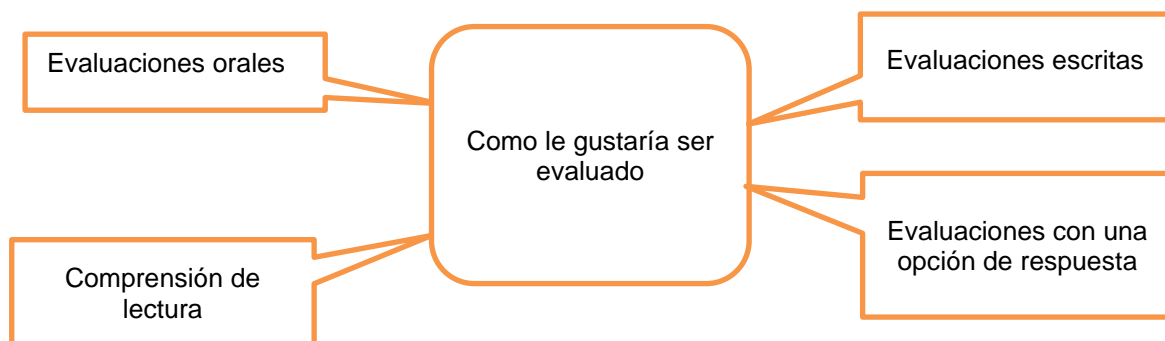 Evaluaciones orales
Evaluaciones escritas
Como le gustaría ser
evaluado
Evaluaciones con una
opción de respuesta
Comprensión de
lectura